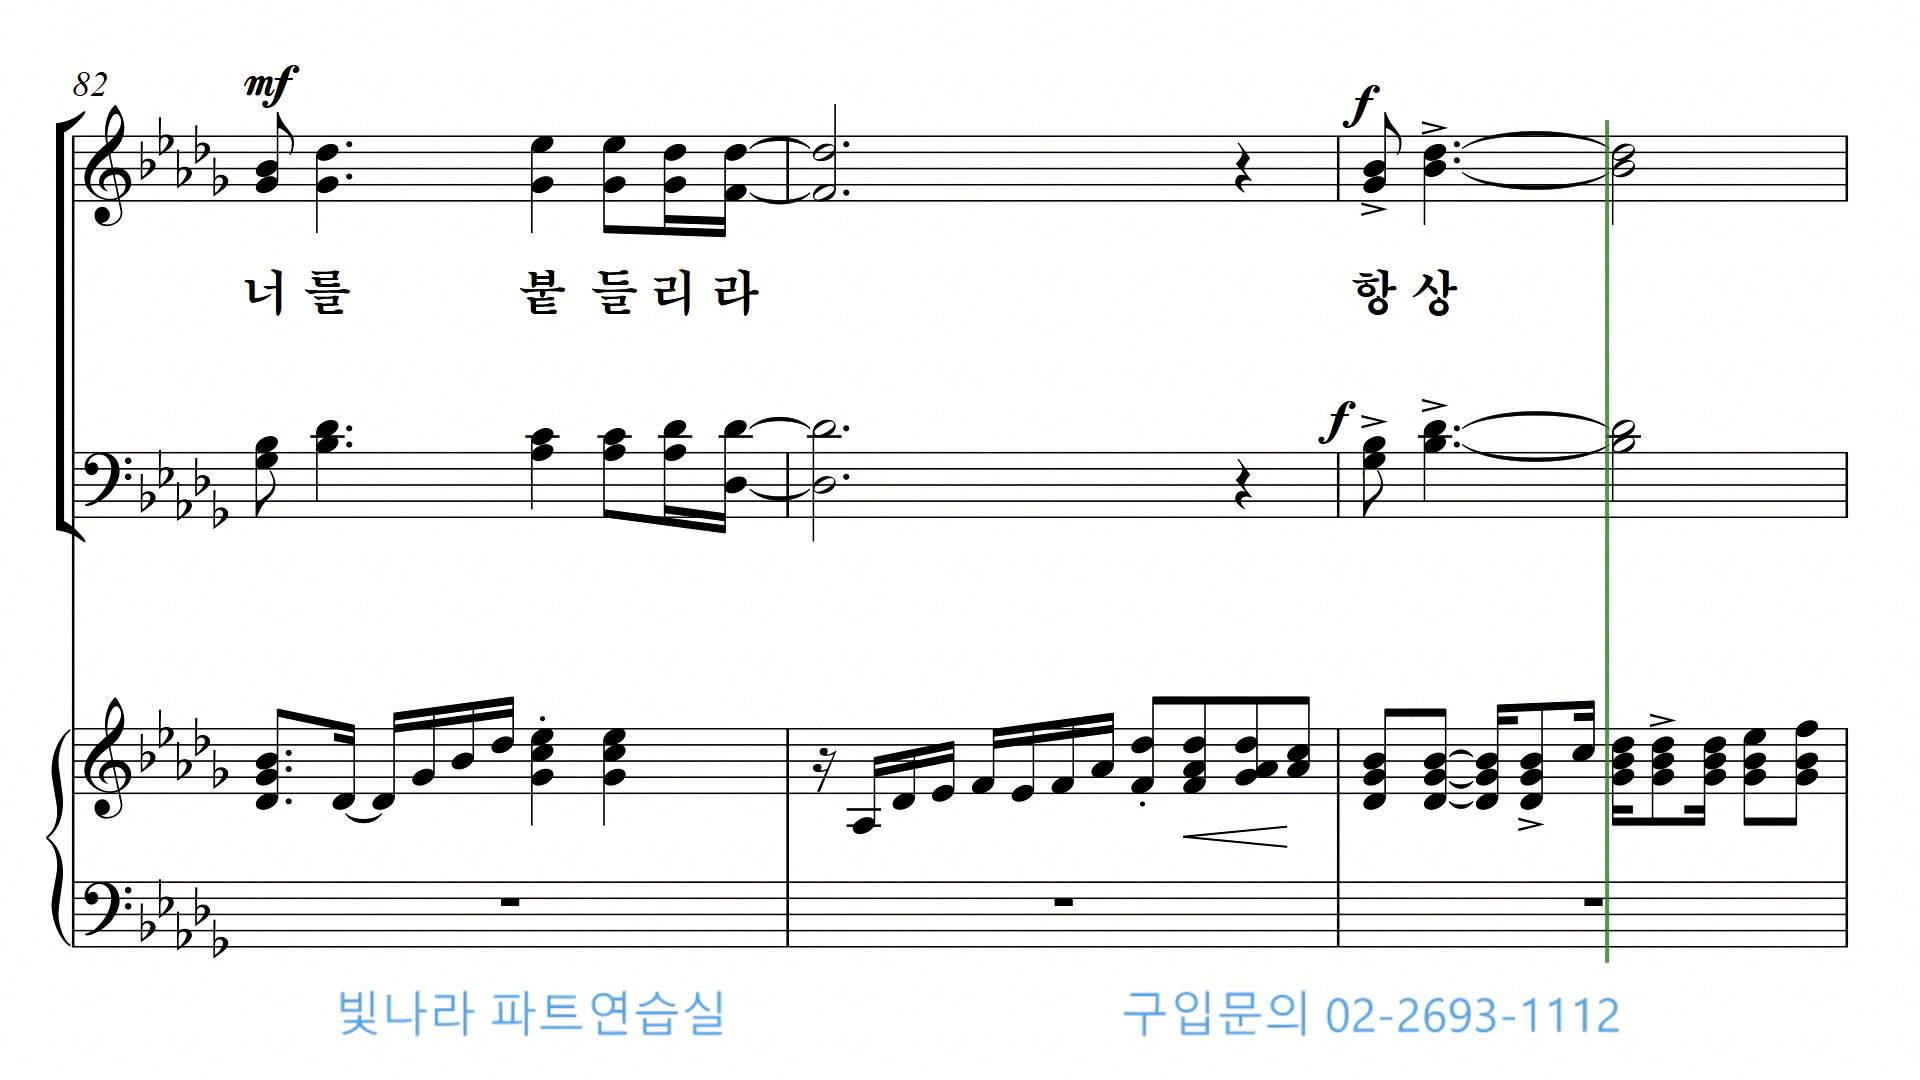 82
mf
f
너 를 붙 들 리 라 항 상
f
빛나라 파트연습실 구입문의 02-2693-1112